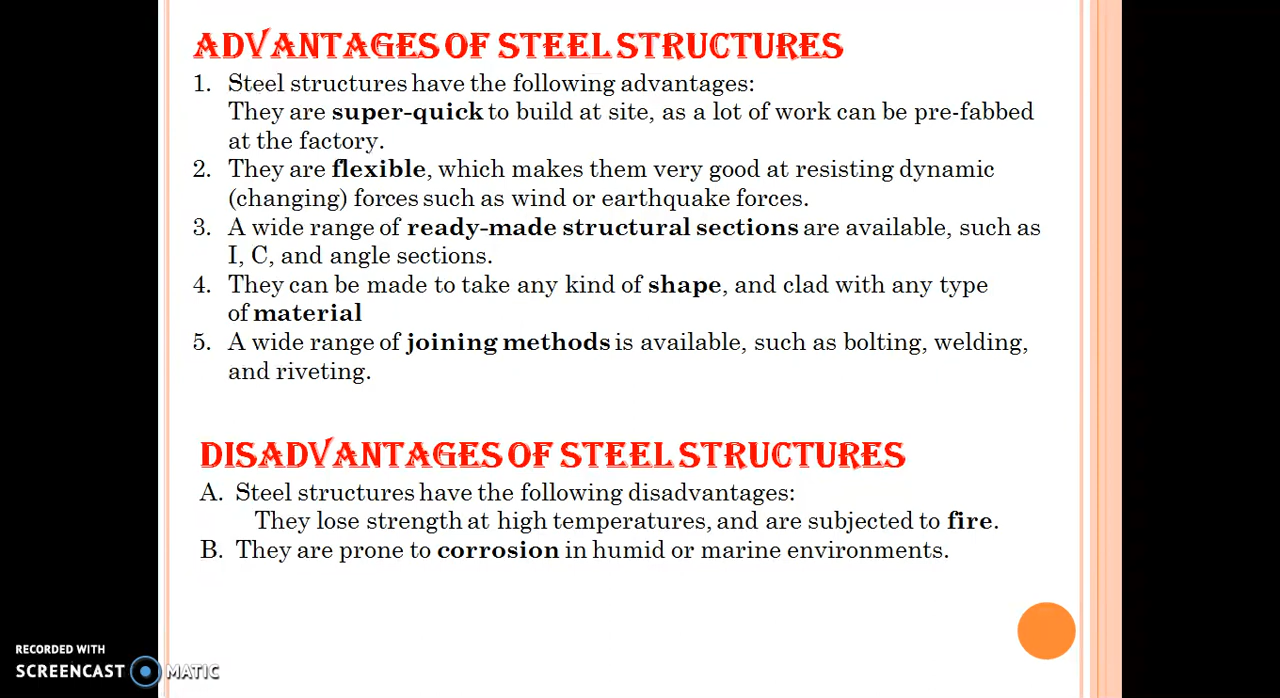 ADVANTAGES OF STEEL STRUCTURES
1. Steel structures have the following advantages:
They are super-quick to build at site, as a lot of work can be pre-fabbed
at the factory.
2. They are flexible, which makes them very good at resisting dynamic
(changing) forces such as wind or earthquake forces.
3. A wide range of ready-made structural sections are available, such as
I, C, and angle sections.
4. They can be made to take any kind of shape, and clad with any type
of material
5. A wide range of joining methods is available, such as bolting, welding,
and riveting.
DISADVANTAGES OF STEEL STRUCTURES
A. Steel structures have the following disadvantages:
They lose strength at high temperatures, and are subjected to fire.
B. They are prone to corrosion in humid or marine environments.
RECORDED WITH
SCREENCAST MATIC